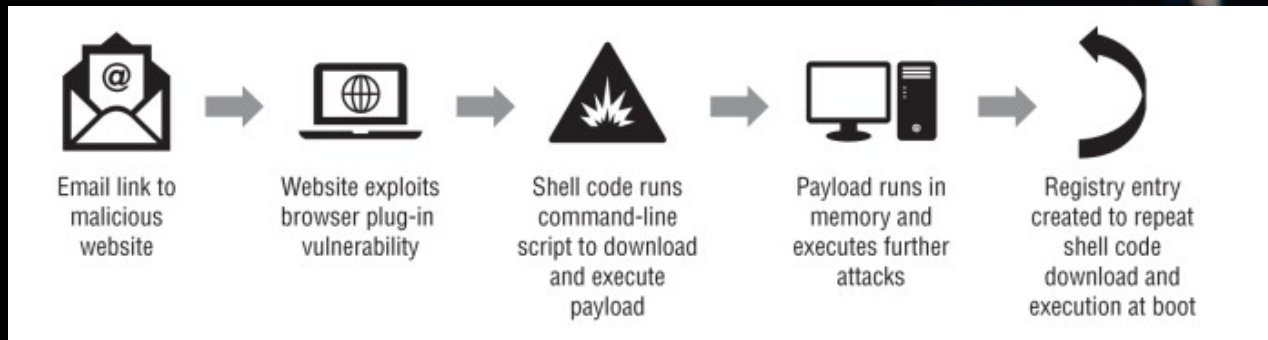 @
Email link to
malicious
website
Website exploits
browser plug-in
vulnerability
Shell code runs
command-line
script to download
and execute
payload
Payload runs in
memory and
executes further
attacks
Registry entry
created to repeat
shell code
download and
execution at boot